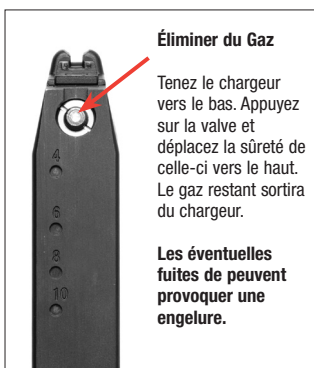 Éliminer du Gaz
Tenez le chargeur
vers le bas. Appuyez
sur la valve et
déplacez la sûreté de
celle-ci vers le haut.
Le gaz restant sortira
du chargeur.
Les éventuelles
fuites de peuvent
provoquer une
engelure.
4
6
8
10